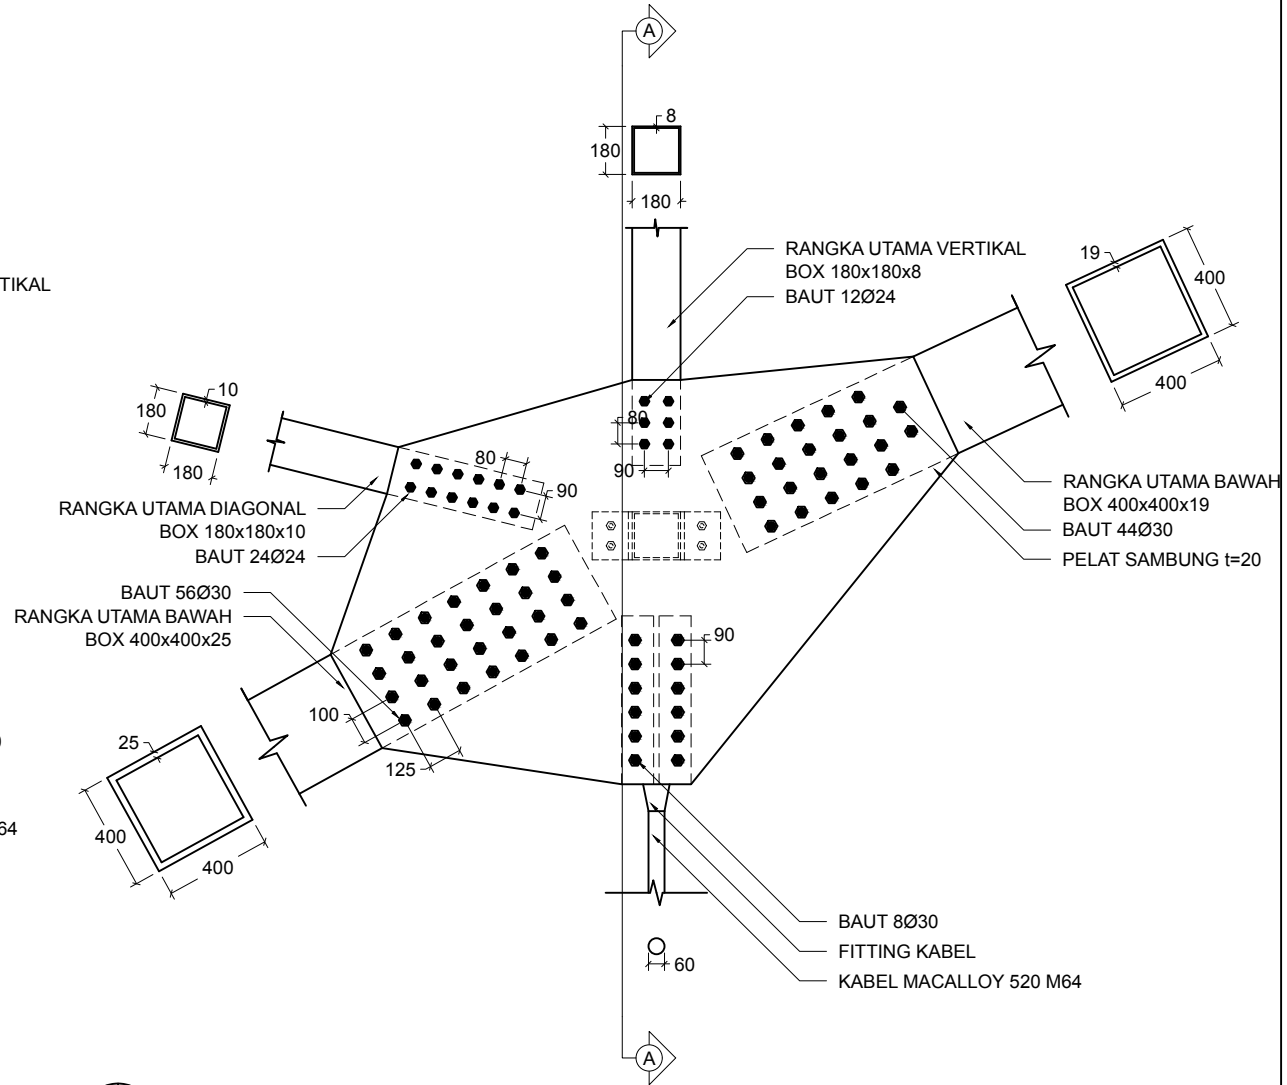 A
8
180
180
RANGKA UTAMA VERTIKAL
BOX 180x180x8
BAUT 12Ø24
19
400
400
TIKAL
10
180
180
80
90
80
90
RANGKA UTAMA DIAGONAL
BOX 180x180x10
BAUT 24Ø24
RANGKA UTAMA BAWAH
BOX 400x400x19
BAUT 44Ø30
PELAT SAMBUNG t=20
BAUT 56Ø30
RANGKA UTAMA BAWAH
BOX 400x400x25
90
100
125
25
400
400
64
BAUT 8Ø30
FITTING KABEL
KABEL MACALLOY 520 M64
60
A